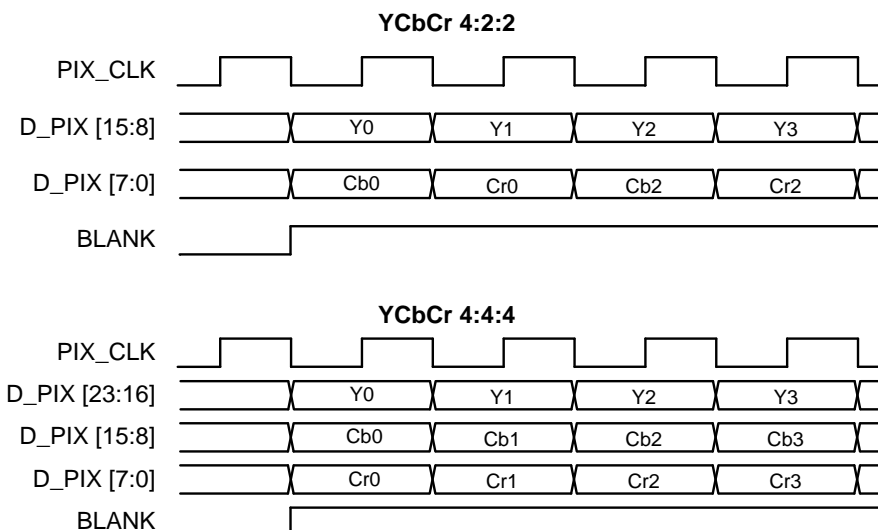 YCbCr 4:2:2
PIX_CLK
D_PIX [15:8] Y0 Y1 Y2 Y3
D_PIX [7:0] Cb0 Cr0 Cb2 Cr2
BLANK
YCbCr 4:4:4
PIX_CLK
D_PIX [23:16] Y0 Y1 Y2 Y3
D_PIX [15:8] Cb0 Cb1 Cb2 Cb3
D_PIX [7:0] Cr0 Cr1 Cr2 Cr3
BLANK